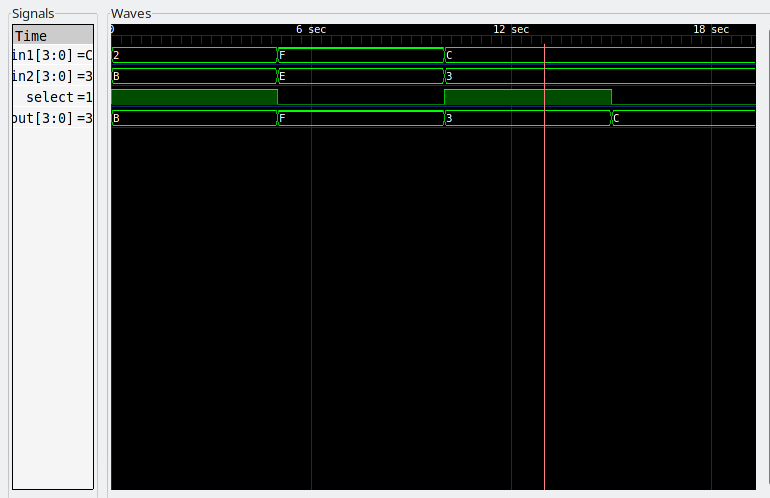 Signals
Waves
Time
0 6 sec 12 sec 18 sec
in1[3:0] =C 2 F C
in2[3:0] =3 B E 3
select =1
out[3:0] =3 B F 3 C